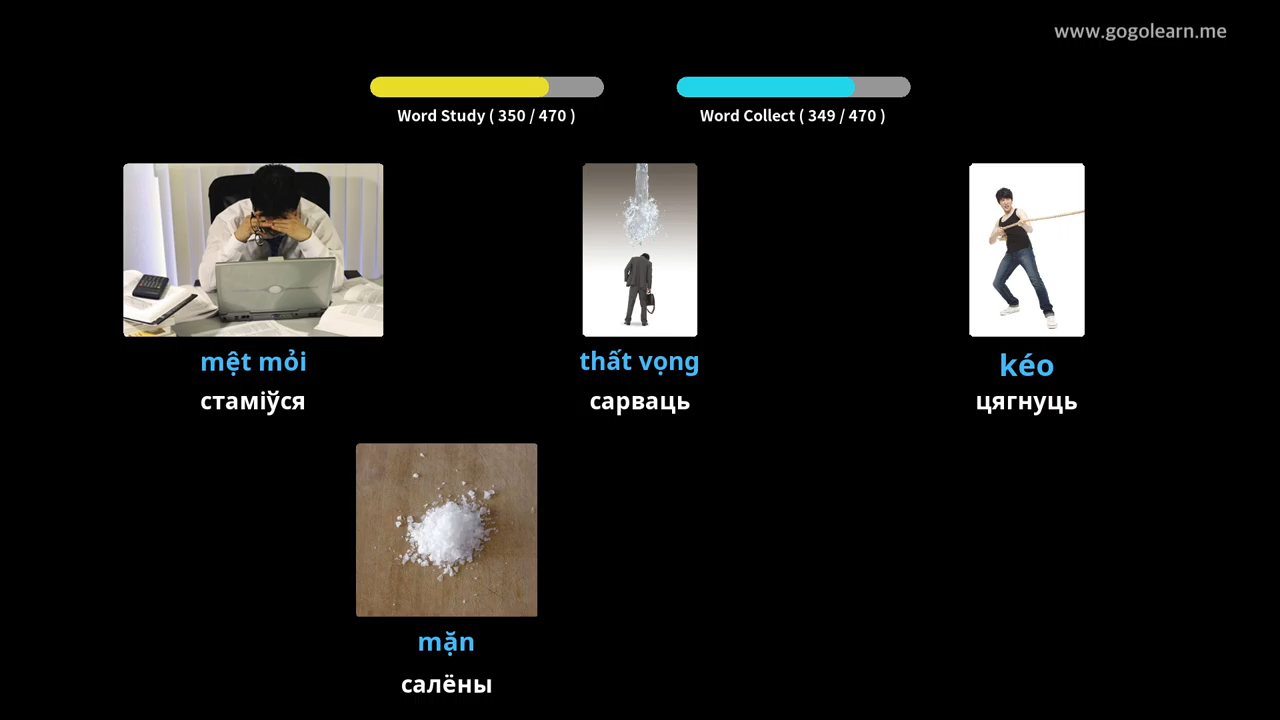 www.gogolearn.me
Word Study ( 350 / 470 )
Word Collect ( 349 / 470 )
mệt mỏi
стаміўся
thất vọng
сарваць
kéo
цягнуць
mặn
салёны